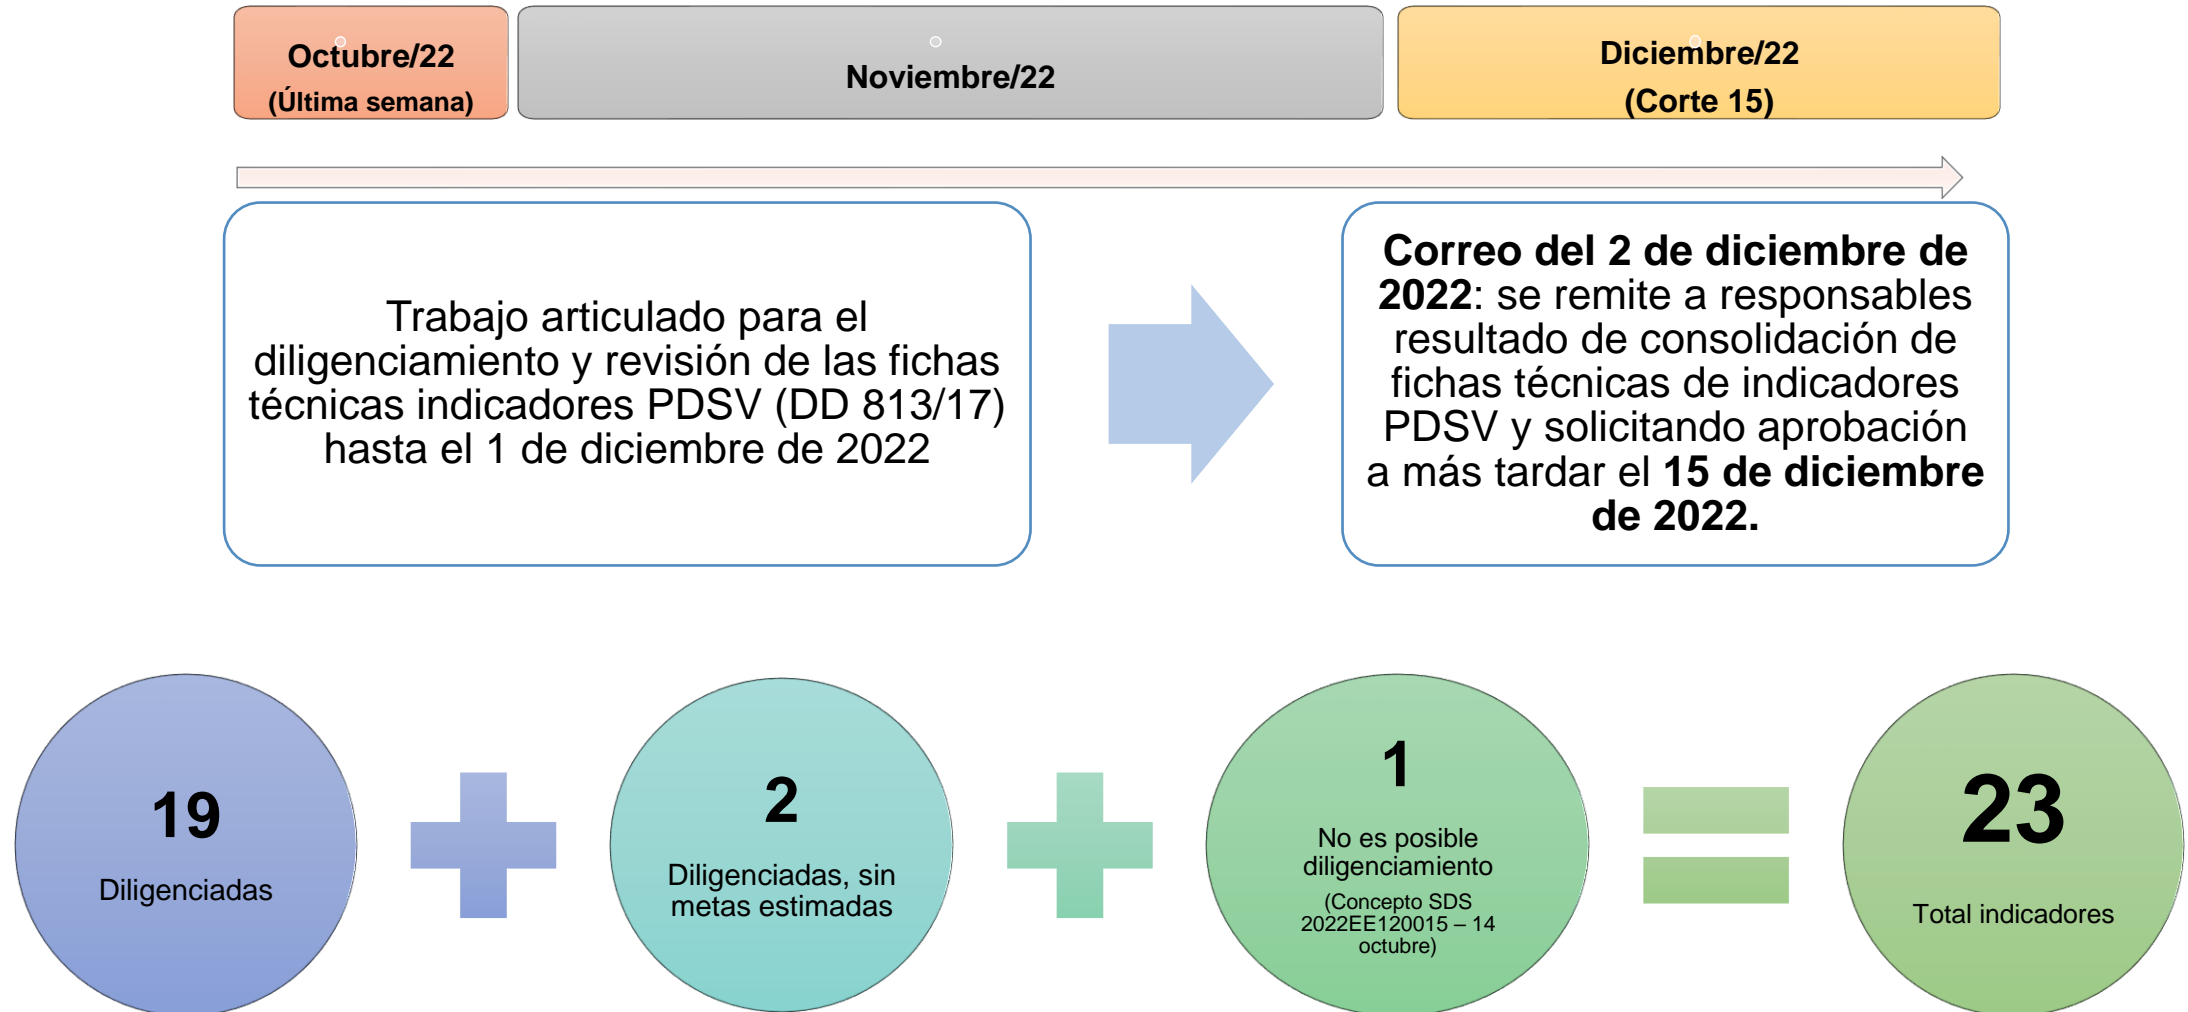 Octubre/22
(Última semana)
Noviembre/22
Diciembre/22
(Corte 15)
Trabajo articulado para el
diligenciamiento y revisión de las fichas
técnicas indicadores PDSV (DD 813/17)
hasta el 1 de diciembre de 2022
Correo del 2 de diciembre de
2022: se remite a responsables
resultado de consolidación de
fichas técnicas de indicadores
PDSV y solicitando aprobación
a más tardar el 15 de diciembre
de 2022.
19
Diligenciadas
2
Diligenciadas, sin
metas estimadas
1
No es posible
diligenciamiento
(Concepto SDS
2022EE120015 – 14
octubre)
23
Total indicadores